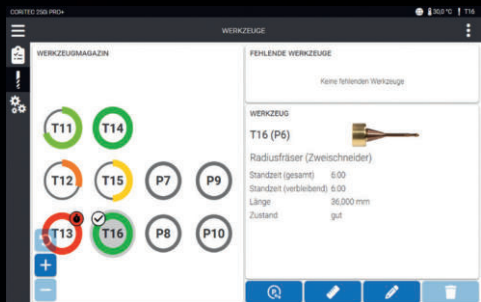 CORITEC 250i PRO+
30,0 °C
T16
WERKZEUGE
WERKZEUGMAGAZIN
T11
T14
T12
T15
P7
P9
T13
T16
P8
P10
FEHLENDE WERKZEUGE
Keine fehlenden Werkzeuge
WERKZEUG
T16 (P6)
Radiusfräser (Zweischneider)
Standzeit (gesamt) 6:00
Standzeit (verbleibend) 6:00
Länge 36,000 mm
Zustand gut